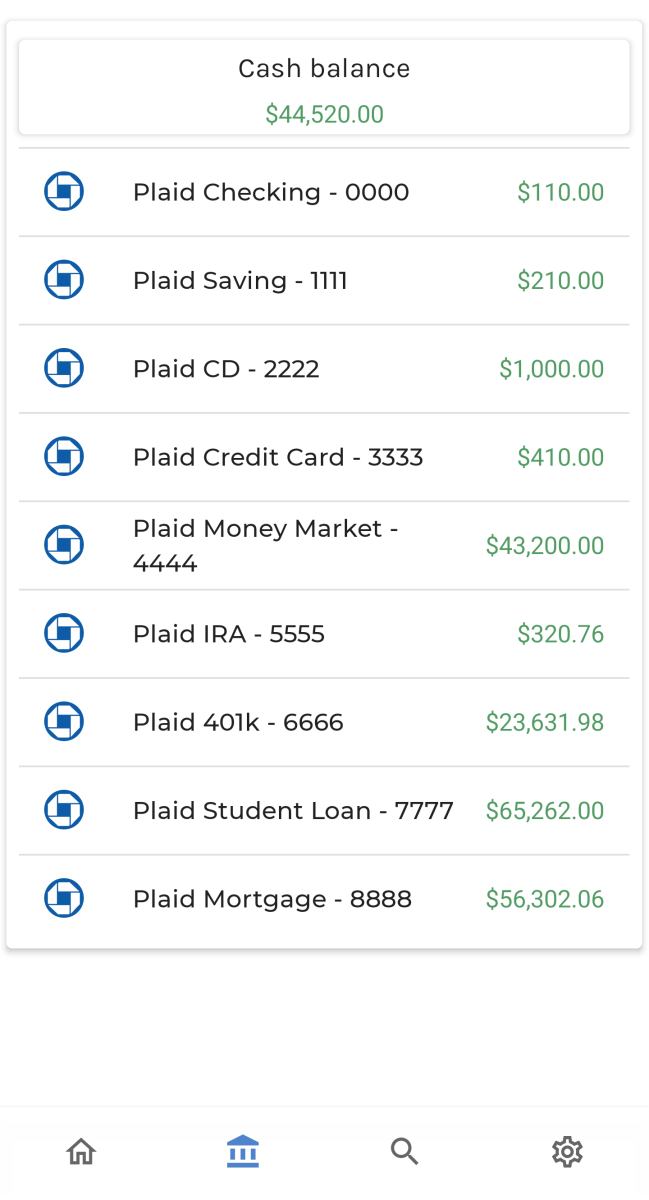 Cash balance
$44,520.00
Plaid Checking - 0000 $110.00
Plaid Saving - 1111 $210.00
Plaid CD - 2222 $1,000.00
Plaid Credit Card - 3333 $410.00
Plaid Money Market -
4444 $43,200.00
Plaid IRA - 5555 $320.76
Plaid 401k - 6666 $23,631.98
Plaid Student Loan - 7777 $65,262.00
Plaid Mortgage - 8888 $56,302.06